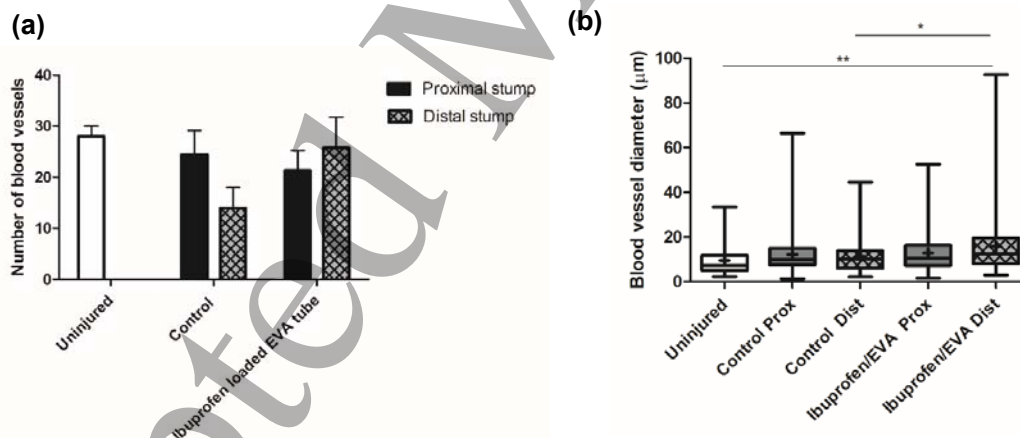 (a)
Number of blood vessels
40
30
20
10
0
Proximal stump
Distal stump
Uninjured
Control
Ibuprofen loaded EVA tube
(b)
*
**
Blood vessel diameter (μm)
100
80
60
40
20
0
Uninjured
Control Prox
Control Dist
Ibuprofen/EVA Prox
Ibuprofen/EVA Dist
pted M